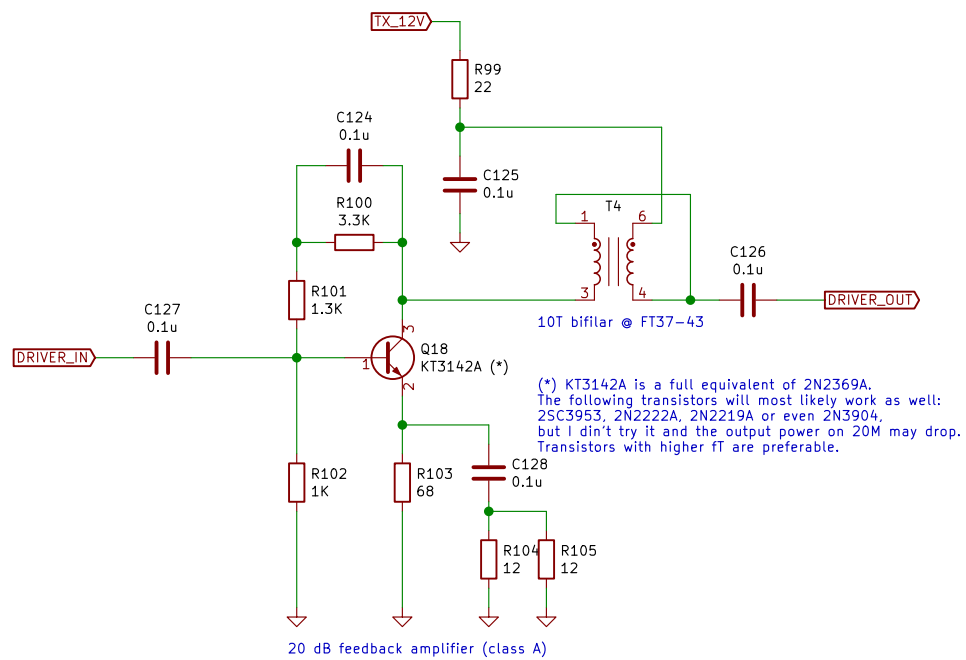 TX_12V
R99
22
C124
0.1u
C125
0.1u
R100
3.3K
T4
1
6
3
4
C126
0.1u
DRIVER_OUT
10T bifilar @ FT37-43
R101
1.3K
C127
0.1u
DRIVER_IN
3
1
2
Q18
KT3142A (*)
(*) KT3142A is a full equivalent of 2N2369A.
The following transistors will most likely work as well:
2SC3953, 2N2222A, 2N2219A or even 2N3904,
but I din't try it and the output power on 20M may drop.
Transistors with higher fT are preferable.
R102
1K
R103
68
C128
0.1u
R104
12
R105
12
20 dB feedback amplifier (class A)